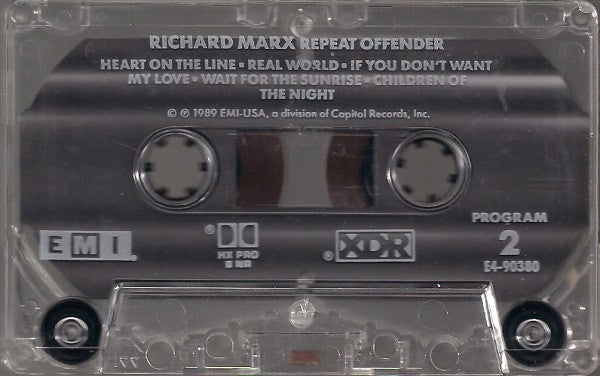 RICHARD MARX REPEAT OFFENDER
HEART ON THE LINE • REAL WORLD • IF YOU DON'T WANT
MY LOVE • WAIT FOR THE SUNRISE • CHILDREN OF
THE NIGHT
© ℗ 1989 EMI-USA, a division of Capitol Records, Inc.
PROGRAM
2
E4-90380
EMI.
®
HX PRO
B NR
® XDR